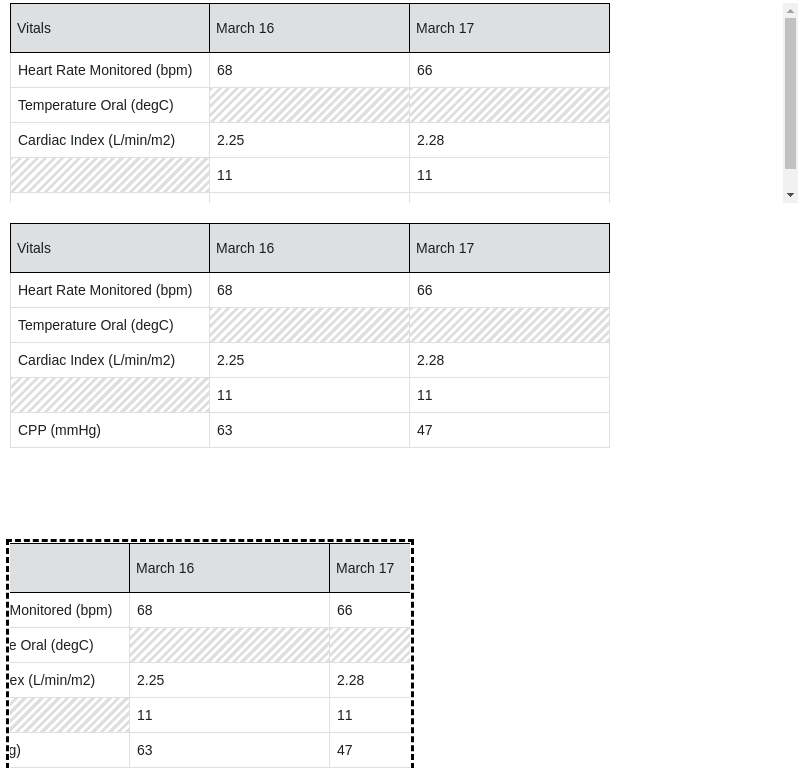 Vitals March 16 March 17
Heart Rate Monitored (bpm) 68 66
Temperature Oral (degC)
Cardiac Index (L/min/m2) 2.25 2.28
11 11
Vitals March 16 March 17
Heart Rate Monitored (bpm) 68 66
Temperature Oral (degC)
Cardiac Index (L/min/m2) 2.25 2.28
11 11
CPP (mmHg) 63 47
March 16 March 17
Monitored (bpm) 68 66
e Oral (degC)
ex (L/min/m2) 2.25 2.28
11 11
g) 63 47